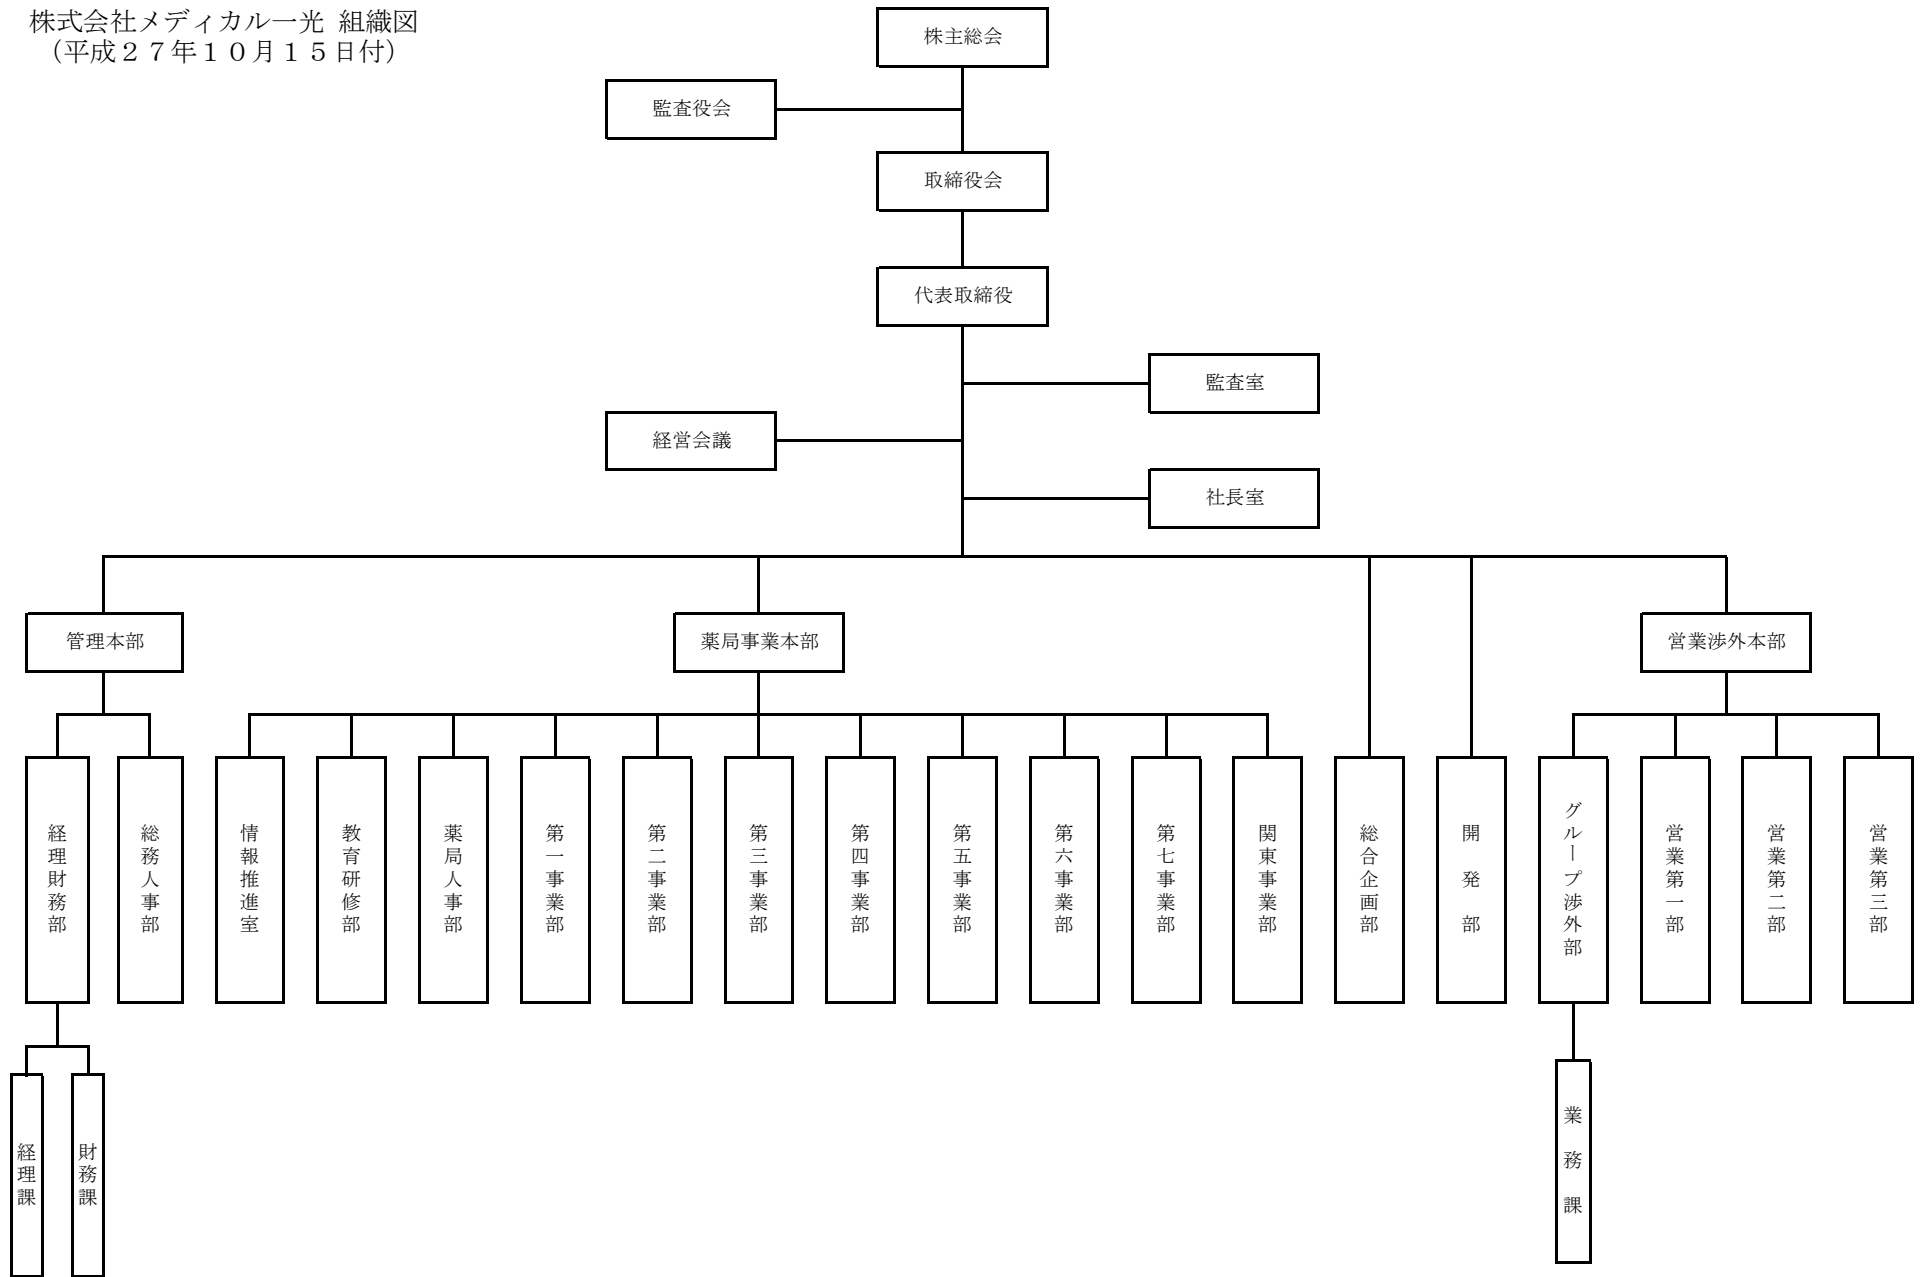 株式会社メディカル一光 組織図
（平成２７年１０月１５日付）
株主総会
監査役会
取締役会
代表取締役
監査室
経営会議
社長室
管理本部
薬局事業本部
営業渉外本部
経理財務部
総務人事部
情報推進室
教育研修部
薬局人事部
第一事業部
第二事業部
第三事業部
第四事業部
第五事業部
第六事業部
第七事業部
関東事業部
総合企画部
開発部
グループ渉外部
営業第一部
営業第二部
営業第三部
経理課
財務課
業務課